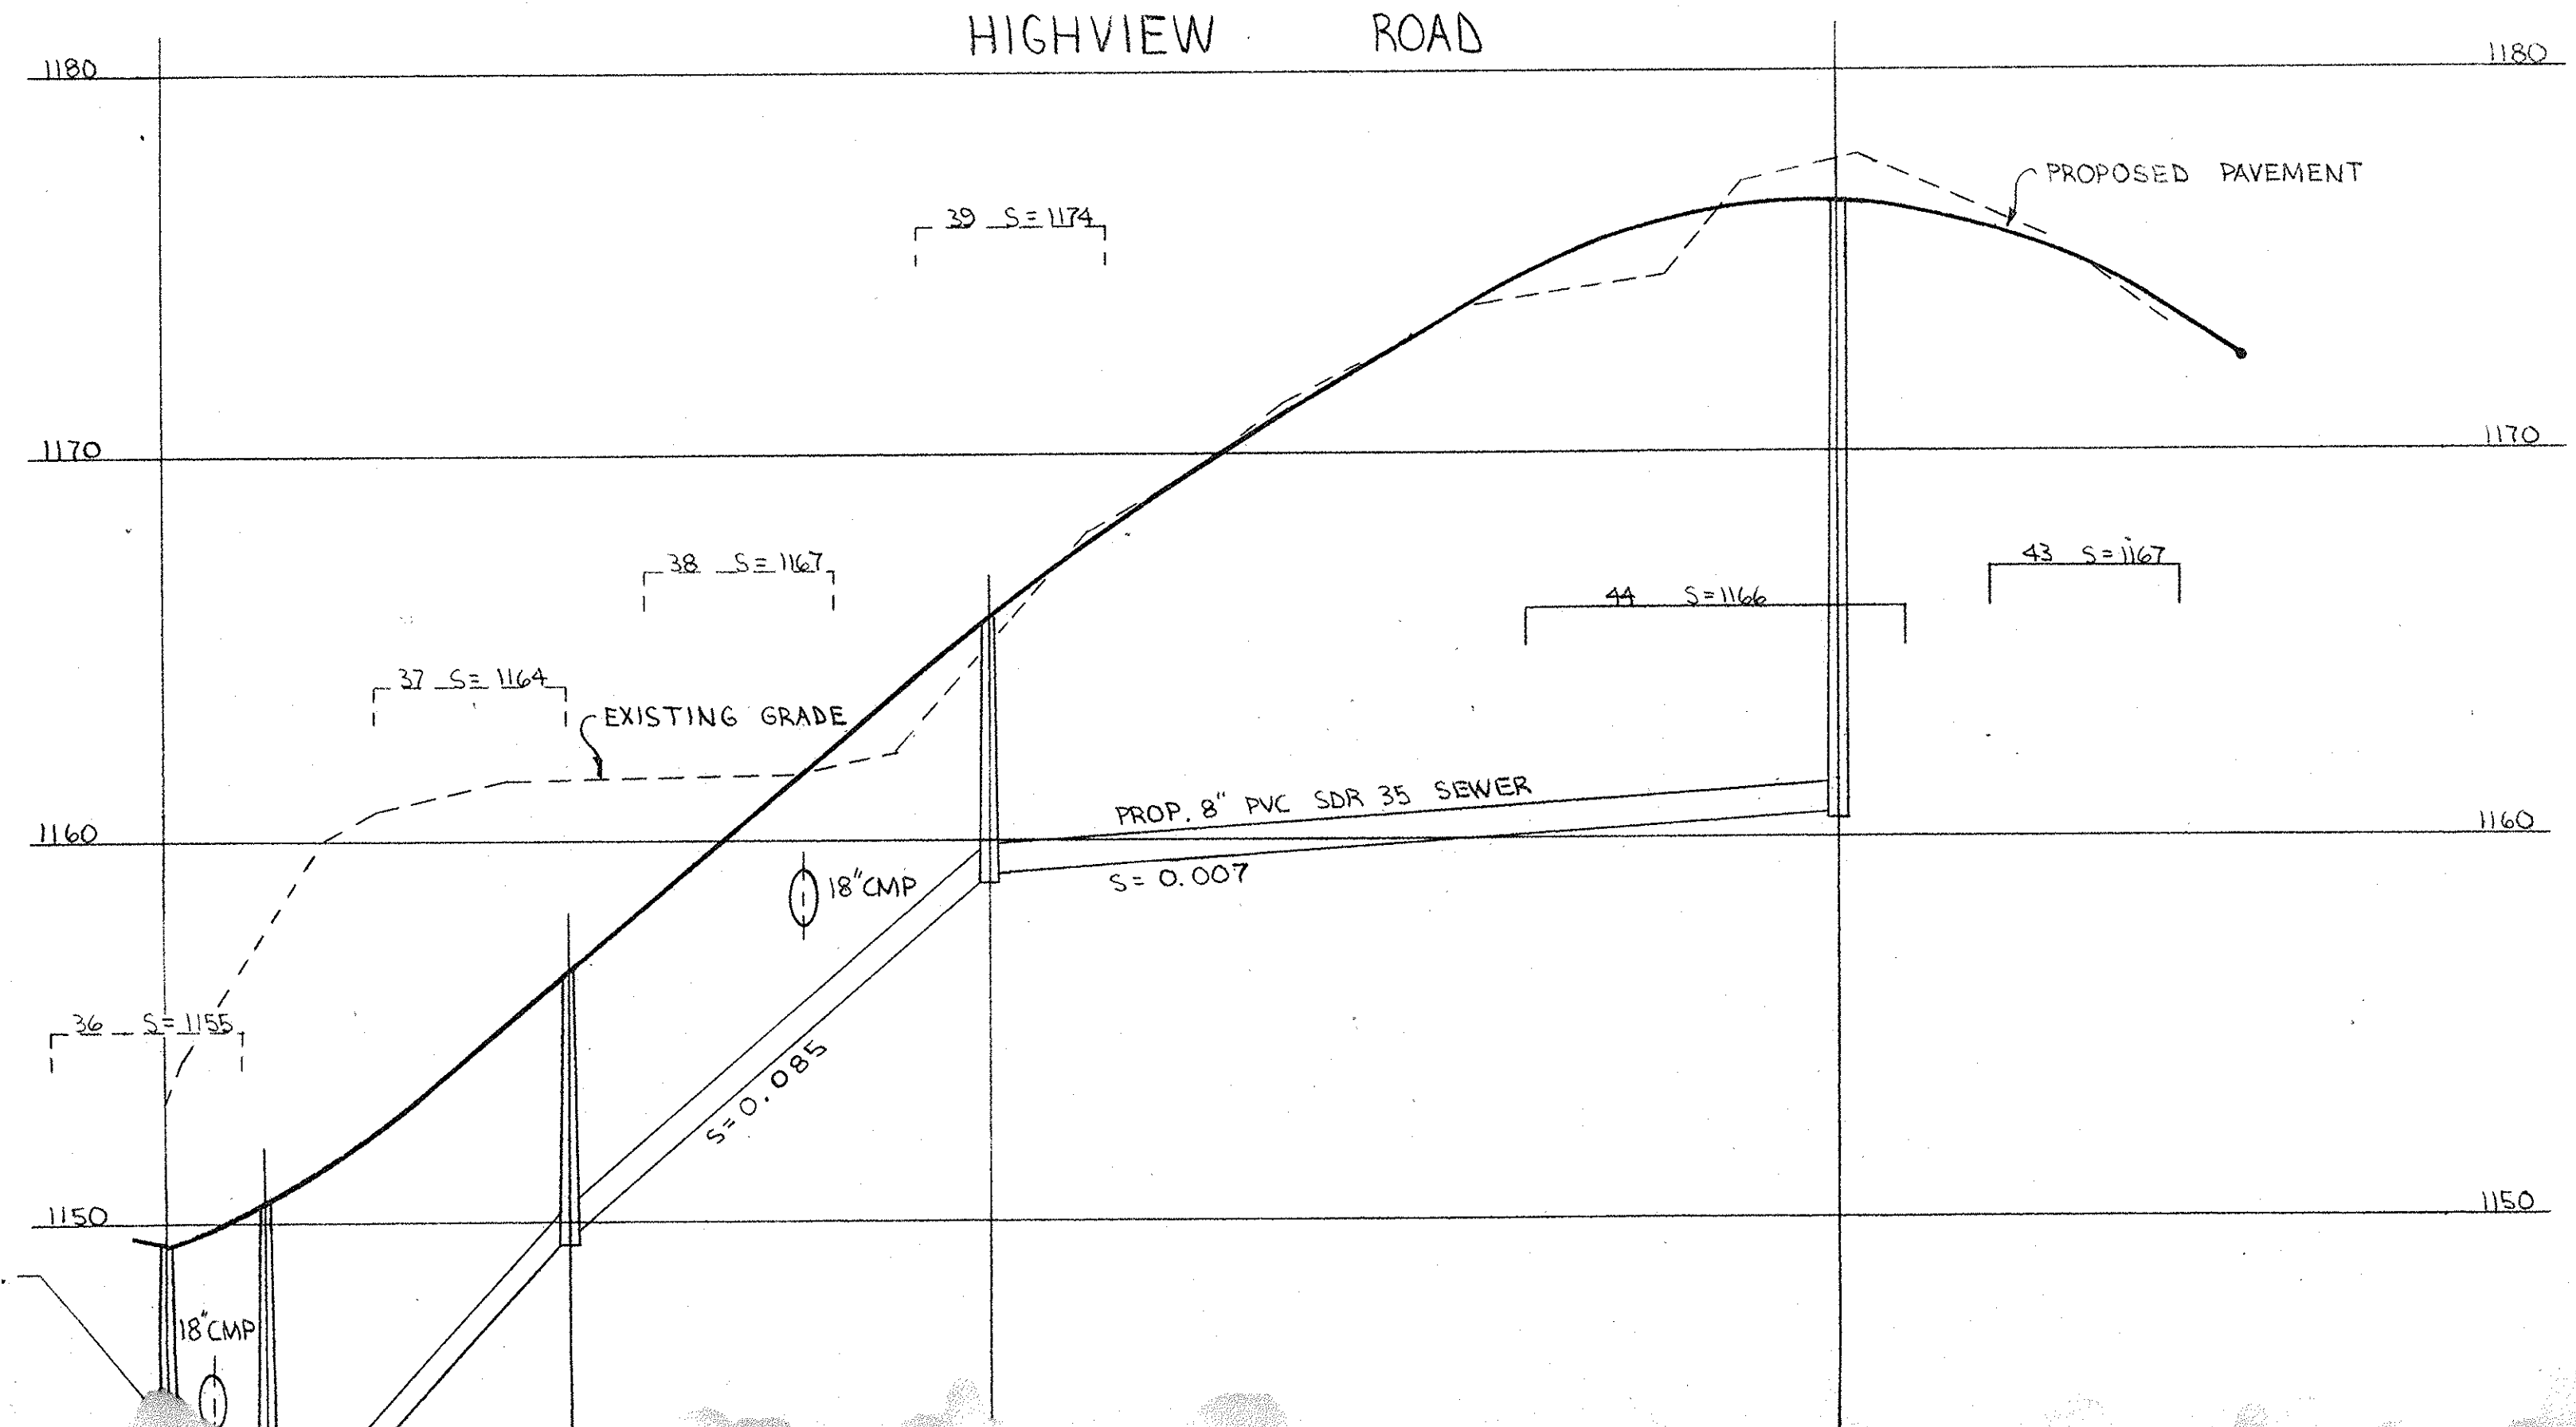 HIGHVIEW ROAD
1180 1180
PROPOSED PAVEMENT
39 S=1174
1170 1170
38 S=1167
43 S=1167
44 S=1166
37 S=1164
EXISTING GRADE
PROP. 8" PVC SDR 35 SEWER
1160 1160
18" CMP
S= 0.007
36 S=1155
S=0.085
1150 1150
18" CMP